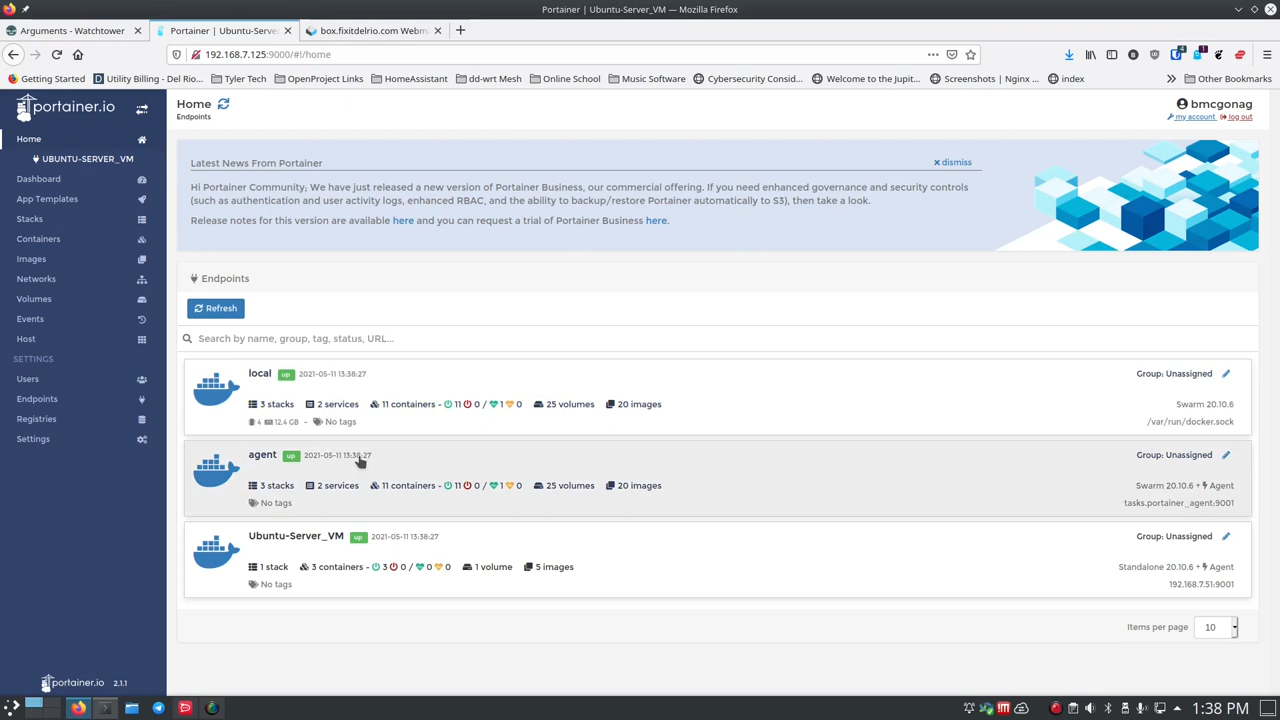 Portainer | Ubuntu-Server_VM — Mozilla Firefox
Arguments - Watchtower
Portainer | Ubuntu-Serve
box.fixitdelrio.com Webm
192.168.7.125:9000/#!/home
Getting Started
Utility Billing - Del Rio...
Tyler Tech
OpenProject Links
HomeAssistant
dd-wrt Mesh
Online School
Music Software
Cybersecurity Consid...
Welcome to the Jupit...
Screenshots | Nginx ...
index
Other Bookmarks
portainer.io
Home
UBUNTU-SERVER_VM
Dashboard
App Templates
Stacks
Containers
Images
Networks
Volumes
Events
Host
SETTINGS
Users
Endpoints
Registries
Settings
portainer.io 2.1.1
Home
Endpoints
bmcgonag
my account log out
Latest News From Portainer
dismiss
Hi Portainer Community; We have just released a new version of Portainer Business, our commercial offering. If you need enhanced governance and security controls
(such as authentication and user activity logs, enhanced RBAC, and the ability to backup/restore Portainer automatically to S3), then take a look.
Release notes for this version are available here and you can request a trial of Portainer Business here.
Endpoints
Refresh
Search by name, group, tag, status, URL...
local up 2021-05-11 13:38:27
Group: Unassigned
3 stacks 2 services 11 containers - 11 0 / 1 0 25 volumes 20 images
Swarm 20.10.6
4 12.4 GB - No tags
/var/run/docker.sock
agent up 2021-05-11 13:38:27
Group: Unassigned
3 stacks 2 services 11 containers - 11 0 / 1 0 25 volumes 20 images
Swarm 20.10.6 + Agent
No tags
tasks.portainer_agent:9001
Ubuntu-Server_VM up 2021-05-11 13:38:27
Group: Unassigned
1 stack 3 containers - 3 0 / 0 0 1 volume 5 images
Standalone 20.10.6 + Agent
No tags
192.168.7.51:9001
Items per page 10
1:38 PM